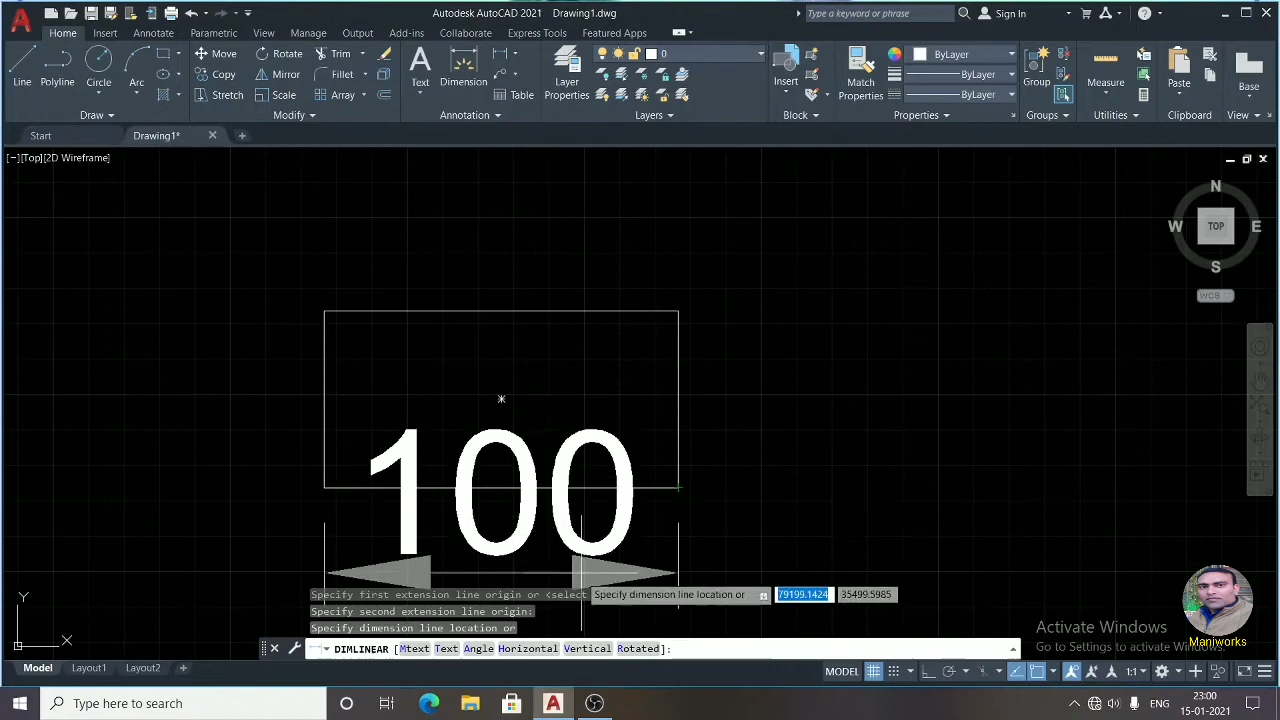 Autodesk AutoCAD 2021 Drawing1.dwg
Type a keyword or phrase
Sign In
Home Insert Annotate Parametric View Manage Output Add-ins Collaborate Express Tools Featured Apps
Line Polyline Circle Arc
Move Rotate Trim
Copy Mirror Fillet
Stretch Scale Array
Text Dimension Table
Layer Properties
0
Insert
Match Properties
ByLayer
ByLayer
ByLayer
Group Measure Paste Base
Draw Modify Annotation Layers Block Properties Groups Utilities Clipboard View
Start Drawing1*
[−][Top][2D Wireframe]
N
W TOP E
S
WCS
100
Specify first extension line origin or <select
Specify dimension line location or 79199.1424 35499.5985
Specify second extension line origin:
Specify dimension line location or
DIMLINEAR [Mtext Text Angle Horizontal Vertical Rotated]:
Y
X
Activate Windows
Go to Settings to activate Windows.
Maniworks
Model Layout1 Layout2
MODEL 1:1
Type here to search
ENG
23:00
15-01-2021